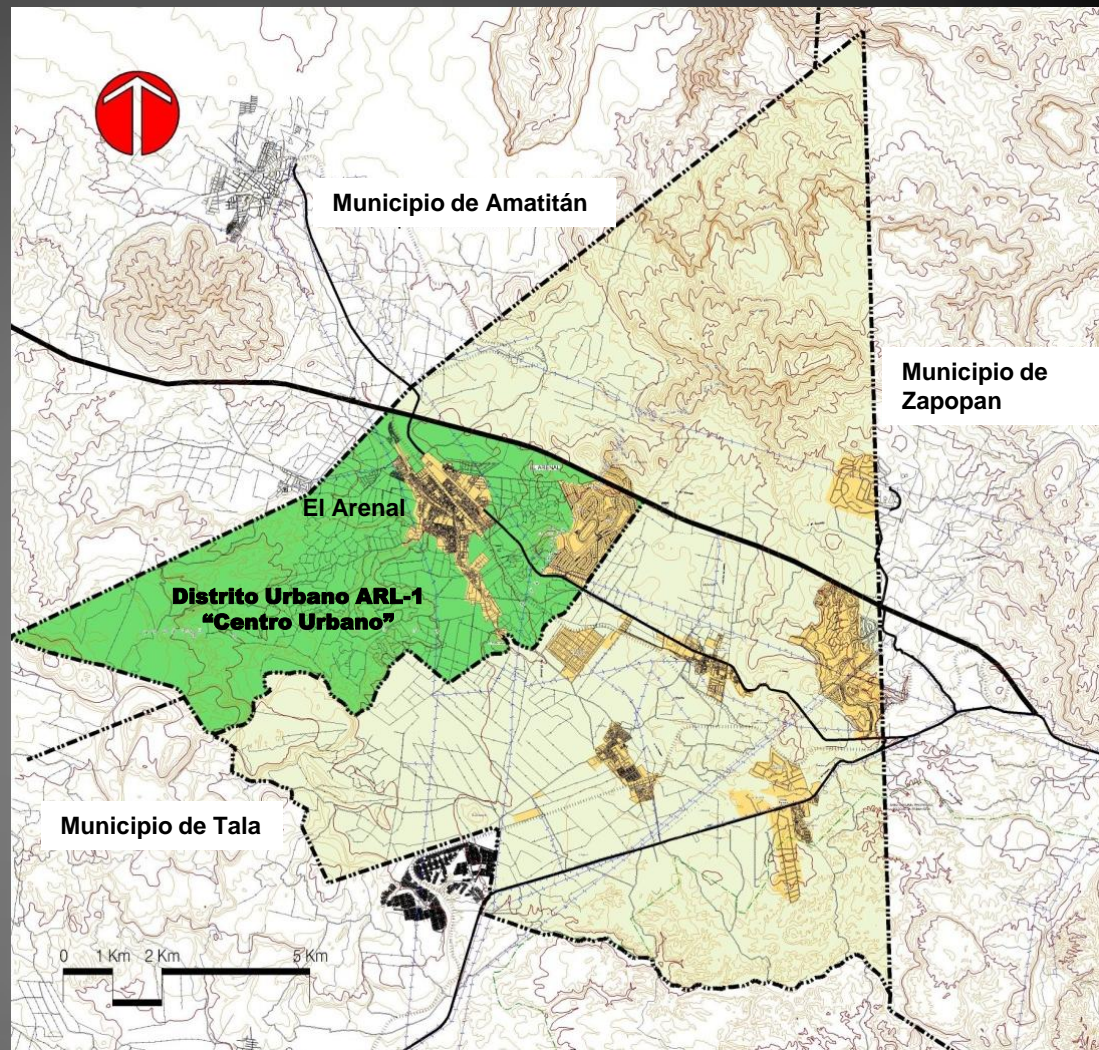 Municipio de Amatitán
Municipio de
Zapopan
El Arenal
Distrito Urbano ARL-1
“Centro Urbano”
Municipio de Tala
0 1 Km 2 Km 5 Km